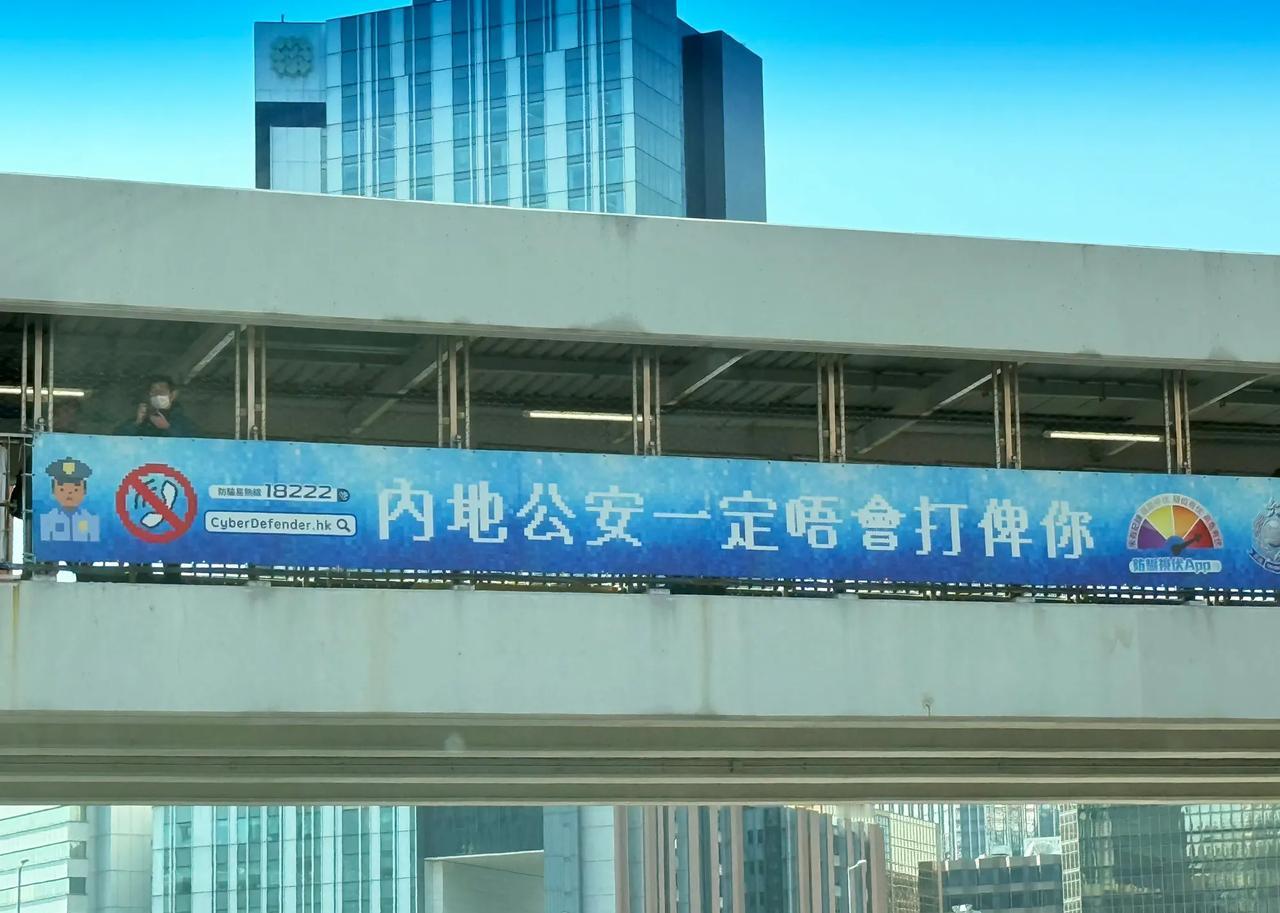 防騙易熱線 18222
CyberDefender.hk
內地公安一定唔會打俾你
防騙視伏App